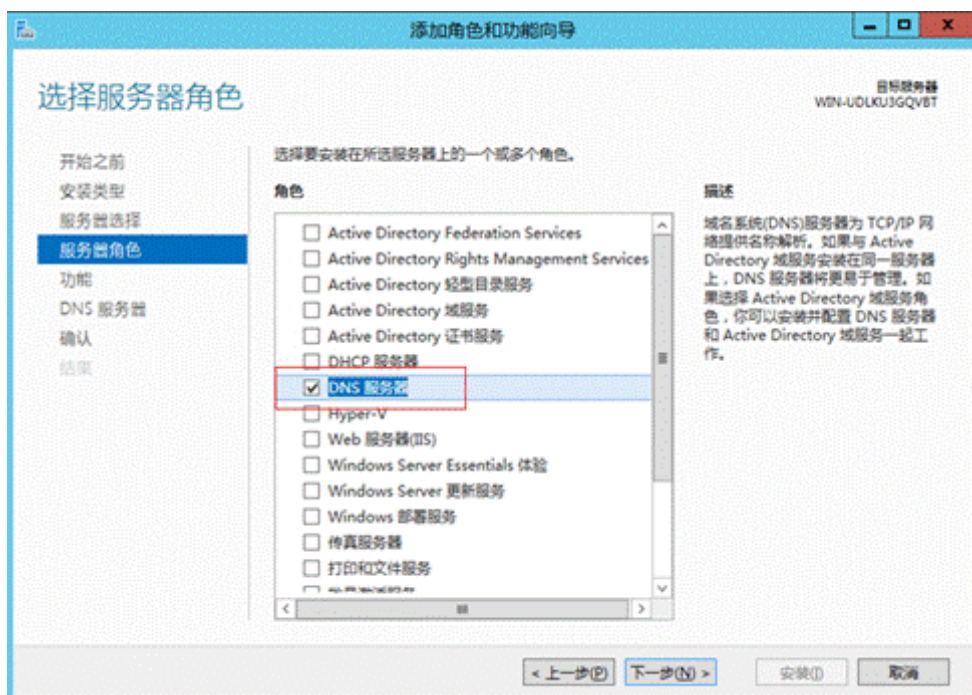 添加角色和功能向导
选择服务器角色
目标服务器
WIN-UDLKU3GQVBT
开始之前
安装类型
服务器选择
服务器角色
功能
DNS 服务器
确认
结果
选择要安装在所选服务器上的一个或多个角色。
角色
Active Directory Federation Services
Active Directory Rights Management Services
Active Directory 轻型目录服务
Active Directory 域服务
Active Directory 证书服务
DHCP 服务器
DNS 服务器
Hyper-V
Web 服务器(IIS)
Windows Server Essentials 体验
Windows Server 更新服务
Windows 部署服务
传真服务器
打印和文件服务
描述
域名系统(DNS)服务器为 TCP/IP 网
络提供名称解析。如果与 Active
Directory 域服务安装在同一服务器
上，DNS 服务器将更易于管理。如
果选择 Active Directory 域服务角
色，你可以安装并配置 DNS 服务器
和 Active Directory 域服务一起工
作。
< 上一步(P)
下一步(N) >
安装(I)
取消